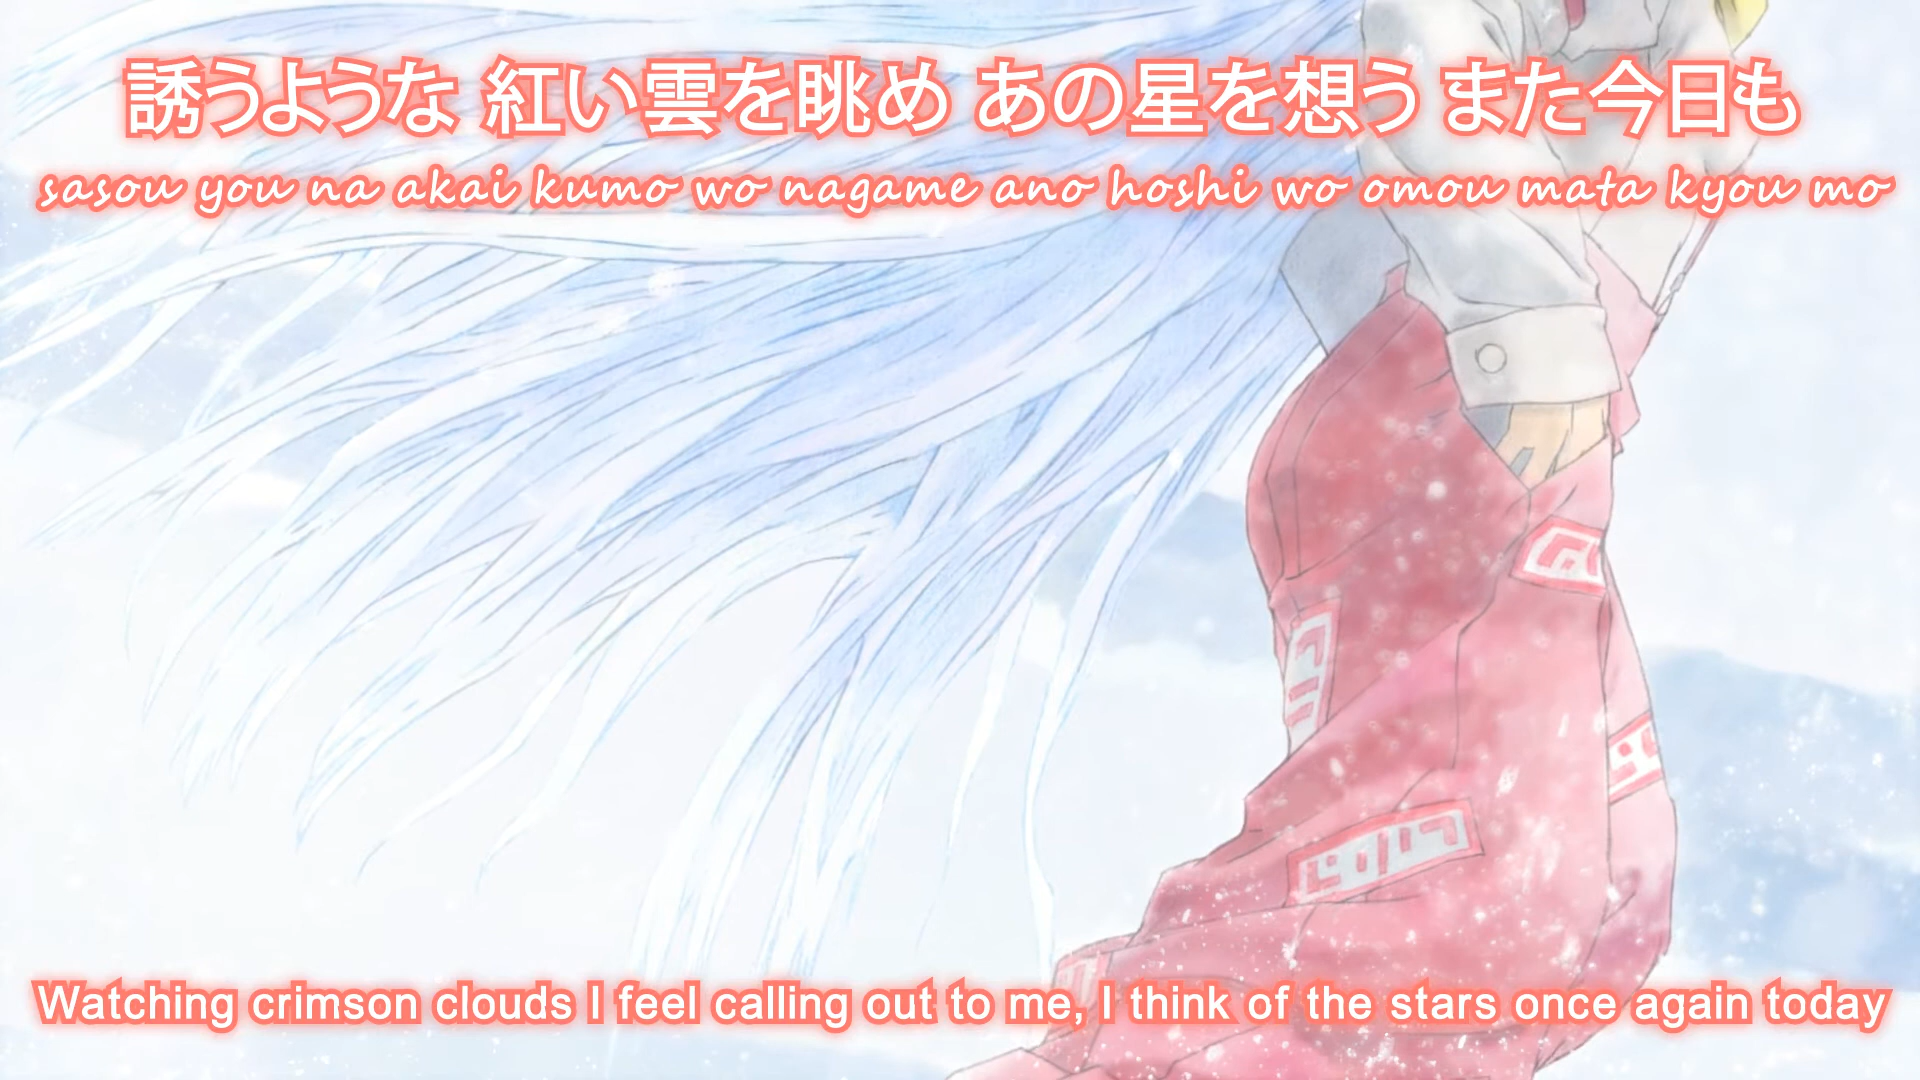 誘うような 紅い雲を眺め あの星を想う また今日も
sasou you na akai kumo wo nagame ano hoshi wo omou mata kyou mo
Watching crimson clouds I feel calling out to me, I think of the stars once again today